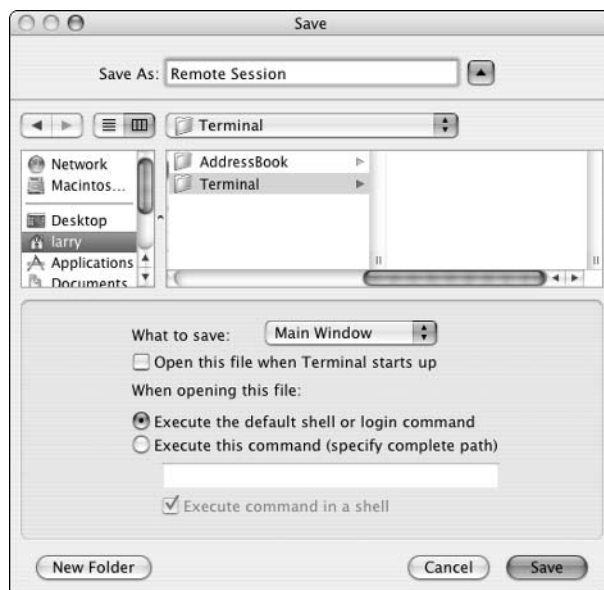 Save
Save As: Remote Session
Terminal
Network
Macintos...
Desktop
larry
Applications
Documents
AddressBook
Terminal
What to save: Main Window
Open this file when Terminal starts up
When opening this file:
Execute the default shell or login command
Execute this command (specify complete path)
Execute command in a shell
New Folder
Cancel
Save